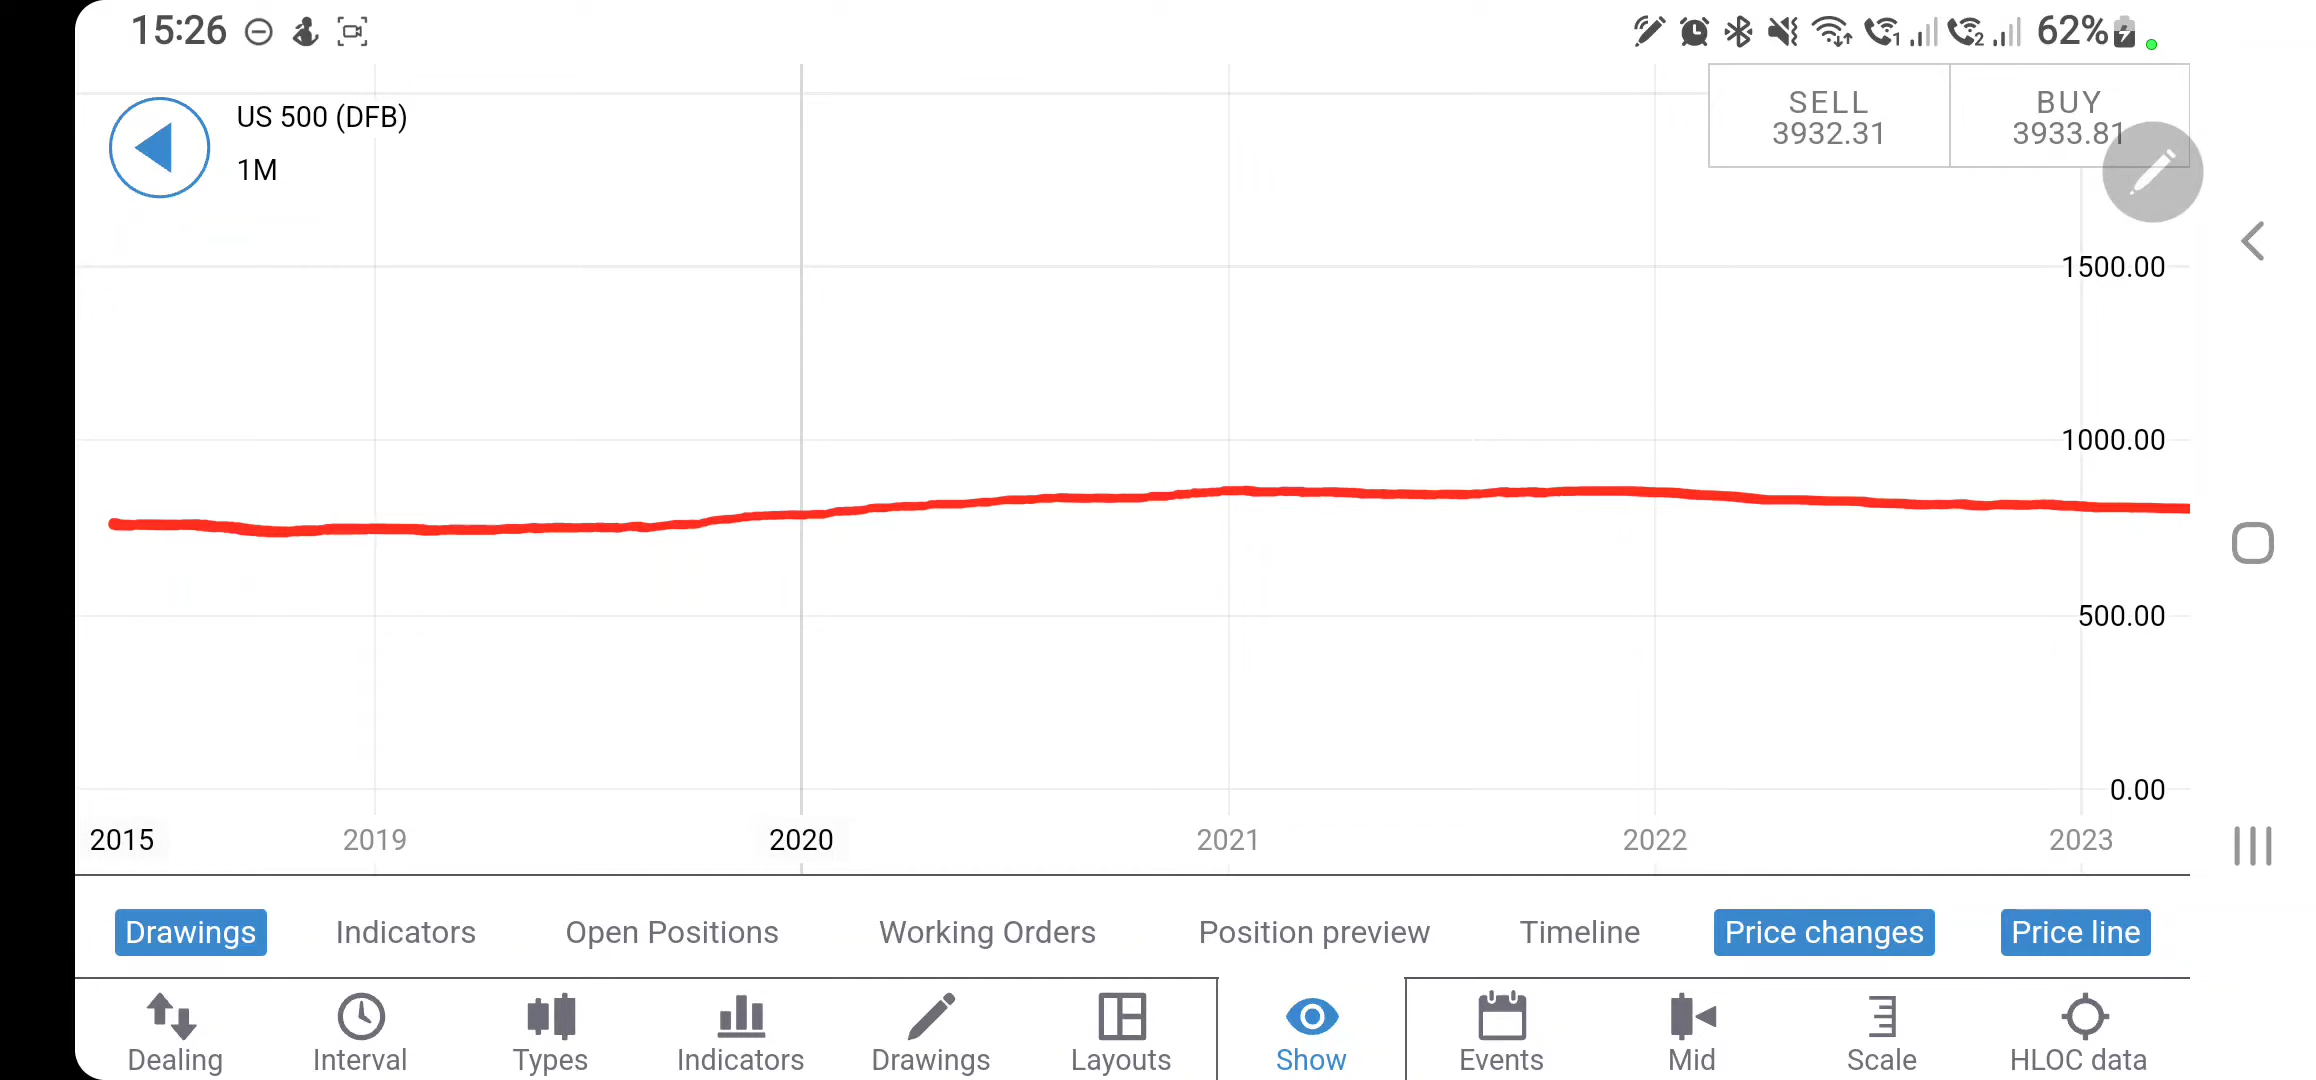 15:26 62%
US 500 (DFB)
1M
SELL BUY
3932.31 3933.81
1500.00
1000.00
500.00
0.00
2015 2019 2020 2021 2022 2023
Drawings Indicators Open Positions Working Orders Position preview Timeline Price changes Price line
Dealing Interval Types Indicators Drawings Layouts Show Events Mid Scale HLOC data